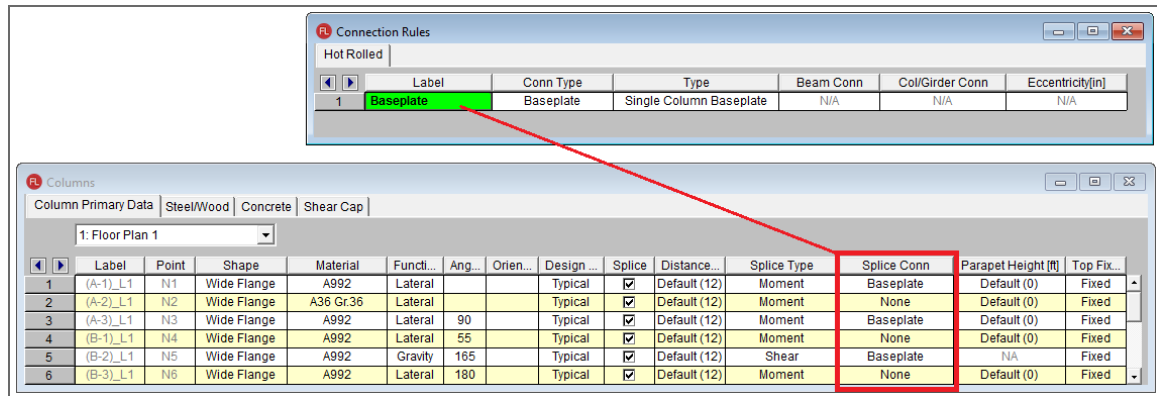 FL Connection Rules
Hot Rolled
Label Conn Type Type Beam Conn Col/Girder Conn Eccentricity[in]
1 Baseplate Baseplate Single Column Baseplate N/A N/A N/A
FL Columns
Column Primary Data Steel/Wood Concrete Shear Cap
1: Floor Plan 1
Label Point Shape Material Functi... Ang... Orien... Design ... Splice Distance... Splice Type Splice Conn Parapet Height [ft] Top Fix...
1 (A-1)_L1 N1 Wide Flange A992 Lateral Typical Default (12) Moment Baseplate Default (0) Fixed
2 (A-2)_L1 N2 Wide Flange A36 Gr.36 Lateral Typical Default (12) Moment None Default (0) Fixed
3 (A-3)_L1 N3 Wide Flange A992 Lateral 90 Typical Default (12) Moment Baseplate Default (0) Fixed
4 (B-1)_L1 N4 Wide Flange A992 Lateral 55 Typical Default (12) Moment None Default (0) Fixed
5 (B-2)_L1 N5 Wide Flange A992 Gravity 165 Typical Default (12) Shear Baseplate NA Fixed
6 (B-3)_L1 N6 Wide Flange A992 Lateral 180 Typical Default (12) Moment None Default (0) Fixed